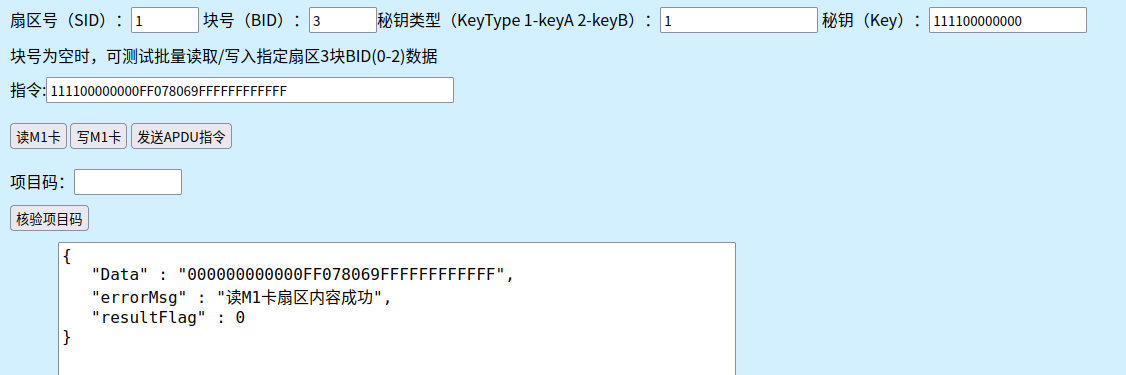 扇区号（SID）： 1 块号（BID）： 3 秘钥类型（KeyType 1-keyA 2-keyB）： 1 秘钥（Key）： 111100000000
块号为空时，可测试批量读取/写入指定扇区3块BID(0-2)数据
指令: 111100000000FF078069FFFFFFFFFFFF
读M1卡 写M1卡 发送APDU指令
项目码：
核验项目码
{
"Data" : "000000000000FF078069FFFFFFFFFFFF",
"errorMsg" : "读M1卡扇区内容成功",
"resultFlag" : 0
}